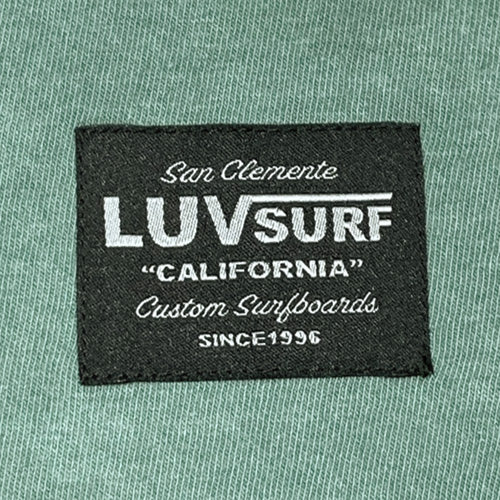 San Clemente
LUVSURF
“CALIFORNIA”
Custom Surfboards
SINCE1996